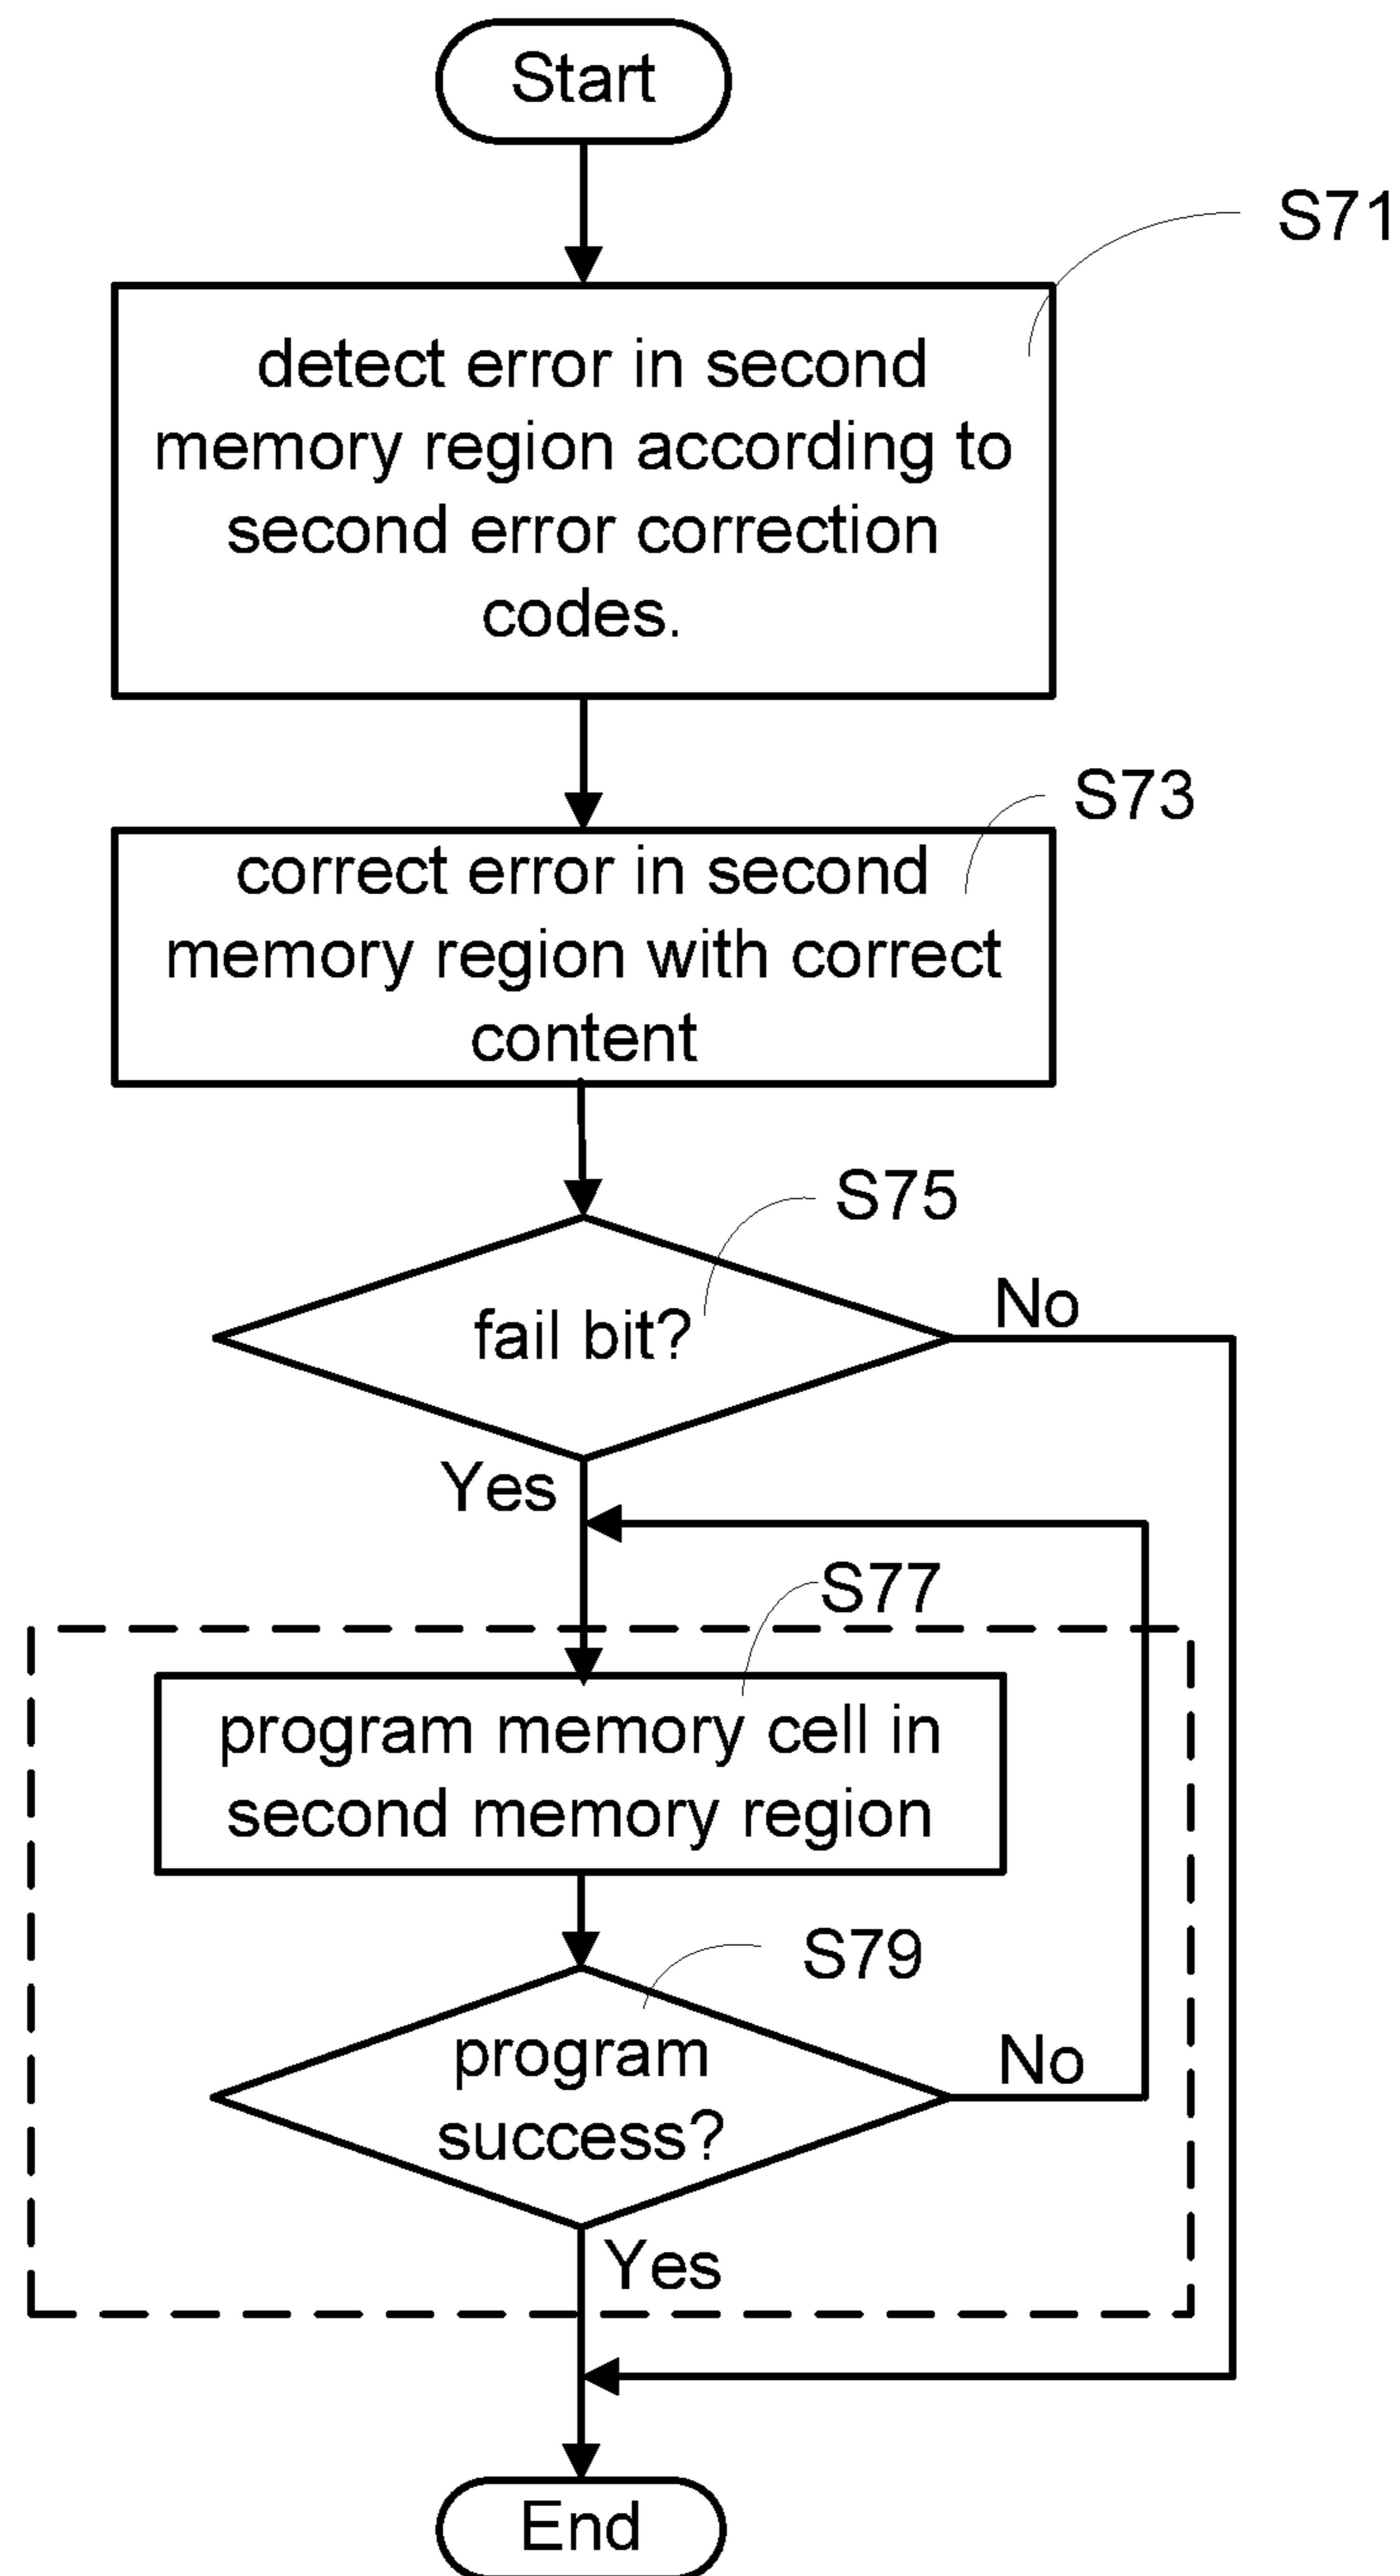 Start
S71
detect error in second
memory region according to
second error correction
codes.
S73
correct error in second
memory region with correct
content
S75
fail bit?
No
Yes
S77
program memory cell in
second memory region
S79
program
success?
No
Yes
End